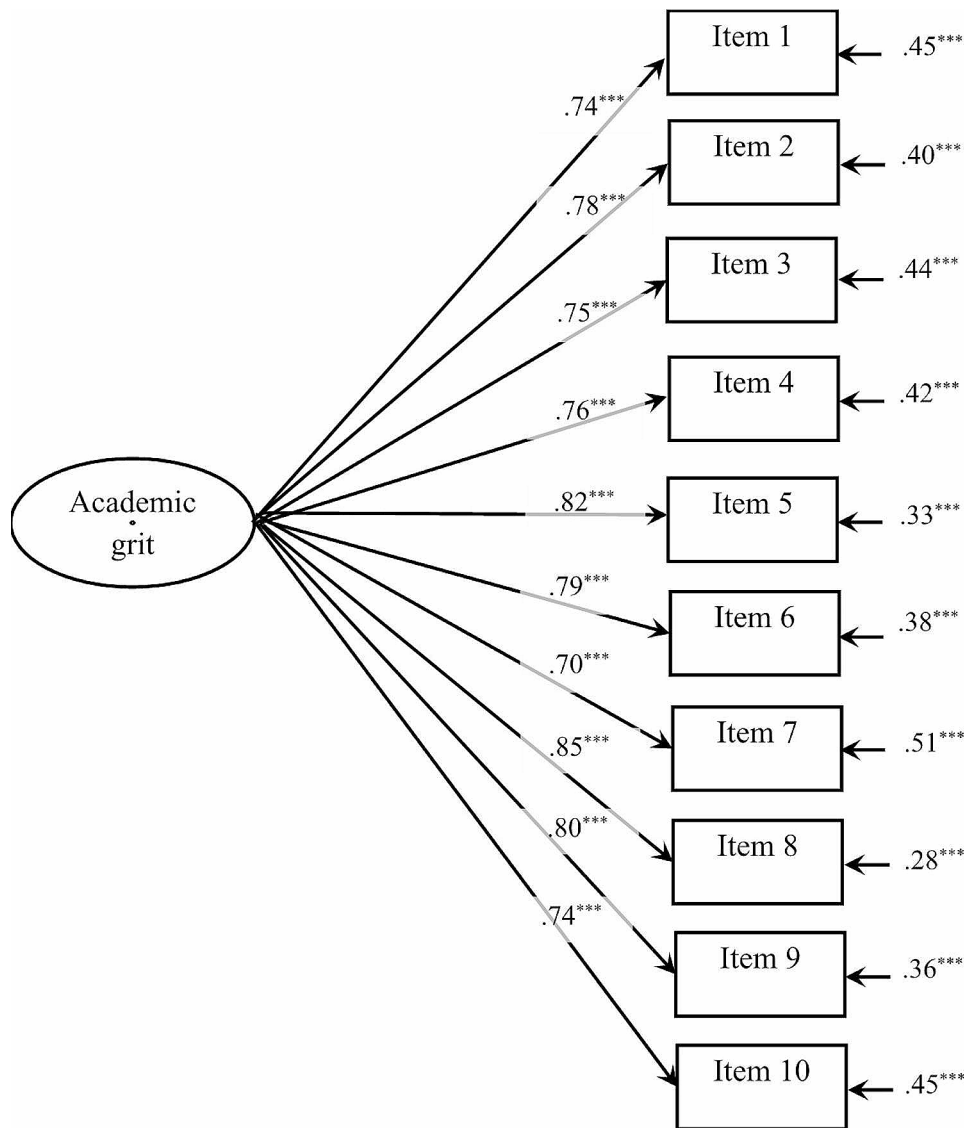 Item 1
.45***
.74***
Item 2
.40***
.78***
Item 3
.44***
.75***
Item 4
.42***
.76***
Academic
grit
Item 5
.33***
.82***
Item 6
.38***
.79***
Item 7
.51***
.70***
Item 8
.28***
.85***
Item 9
.36***
.80***
Item 10
.45***
.74***